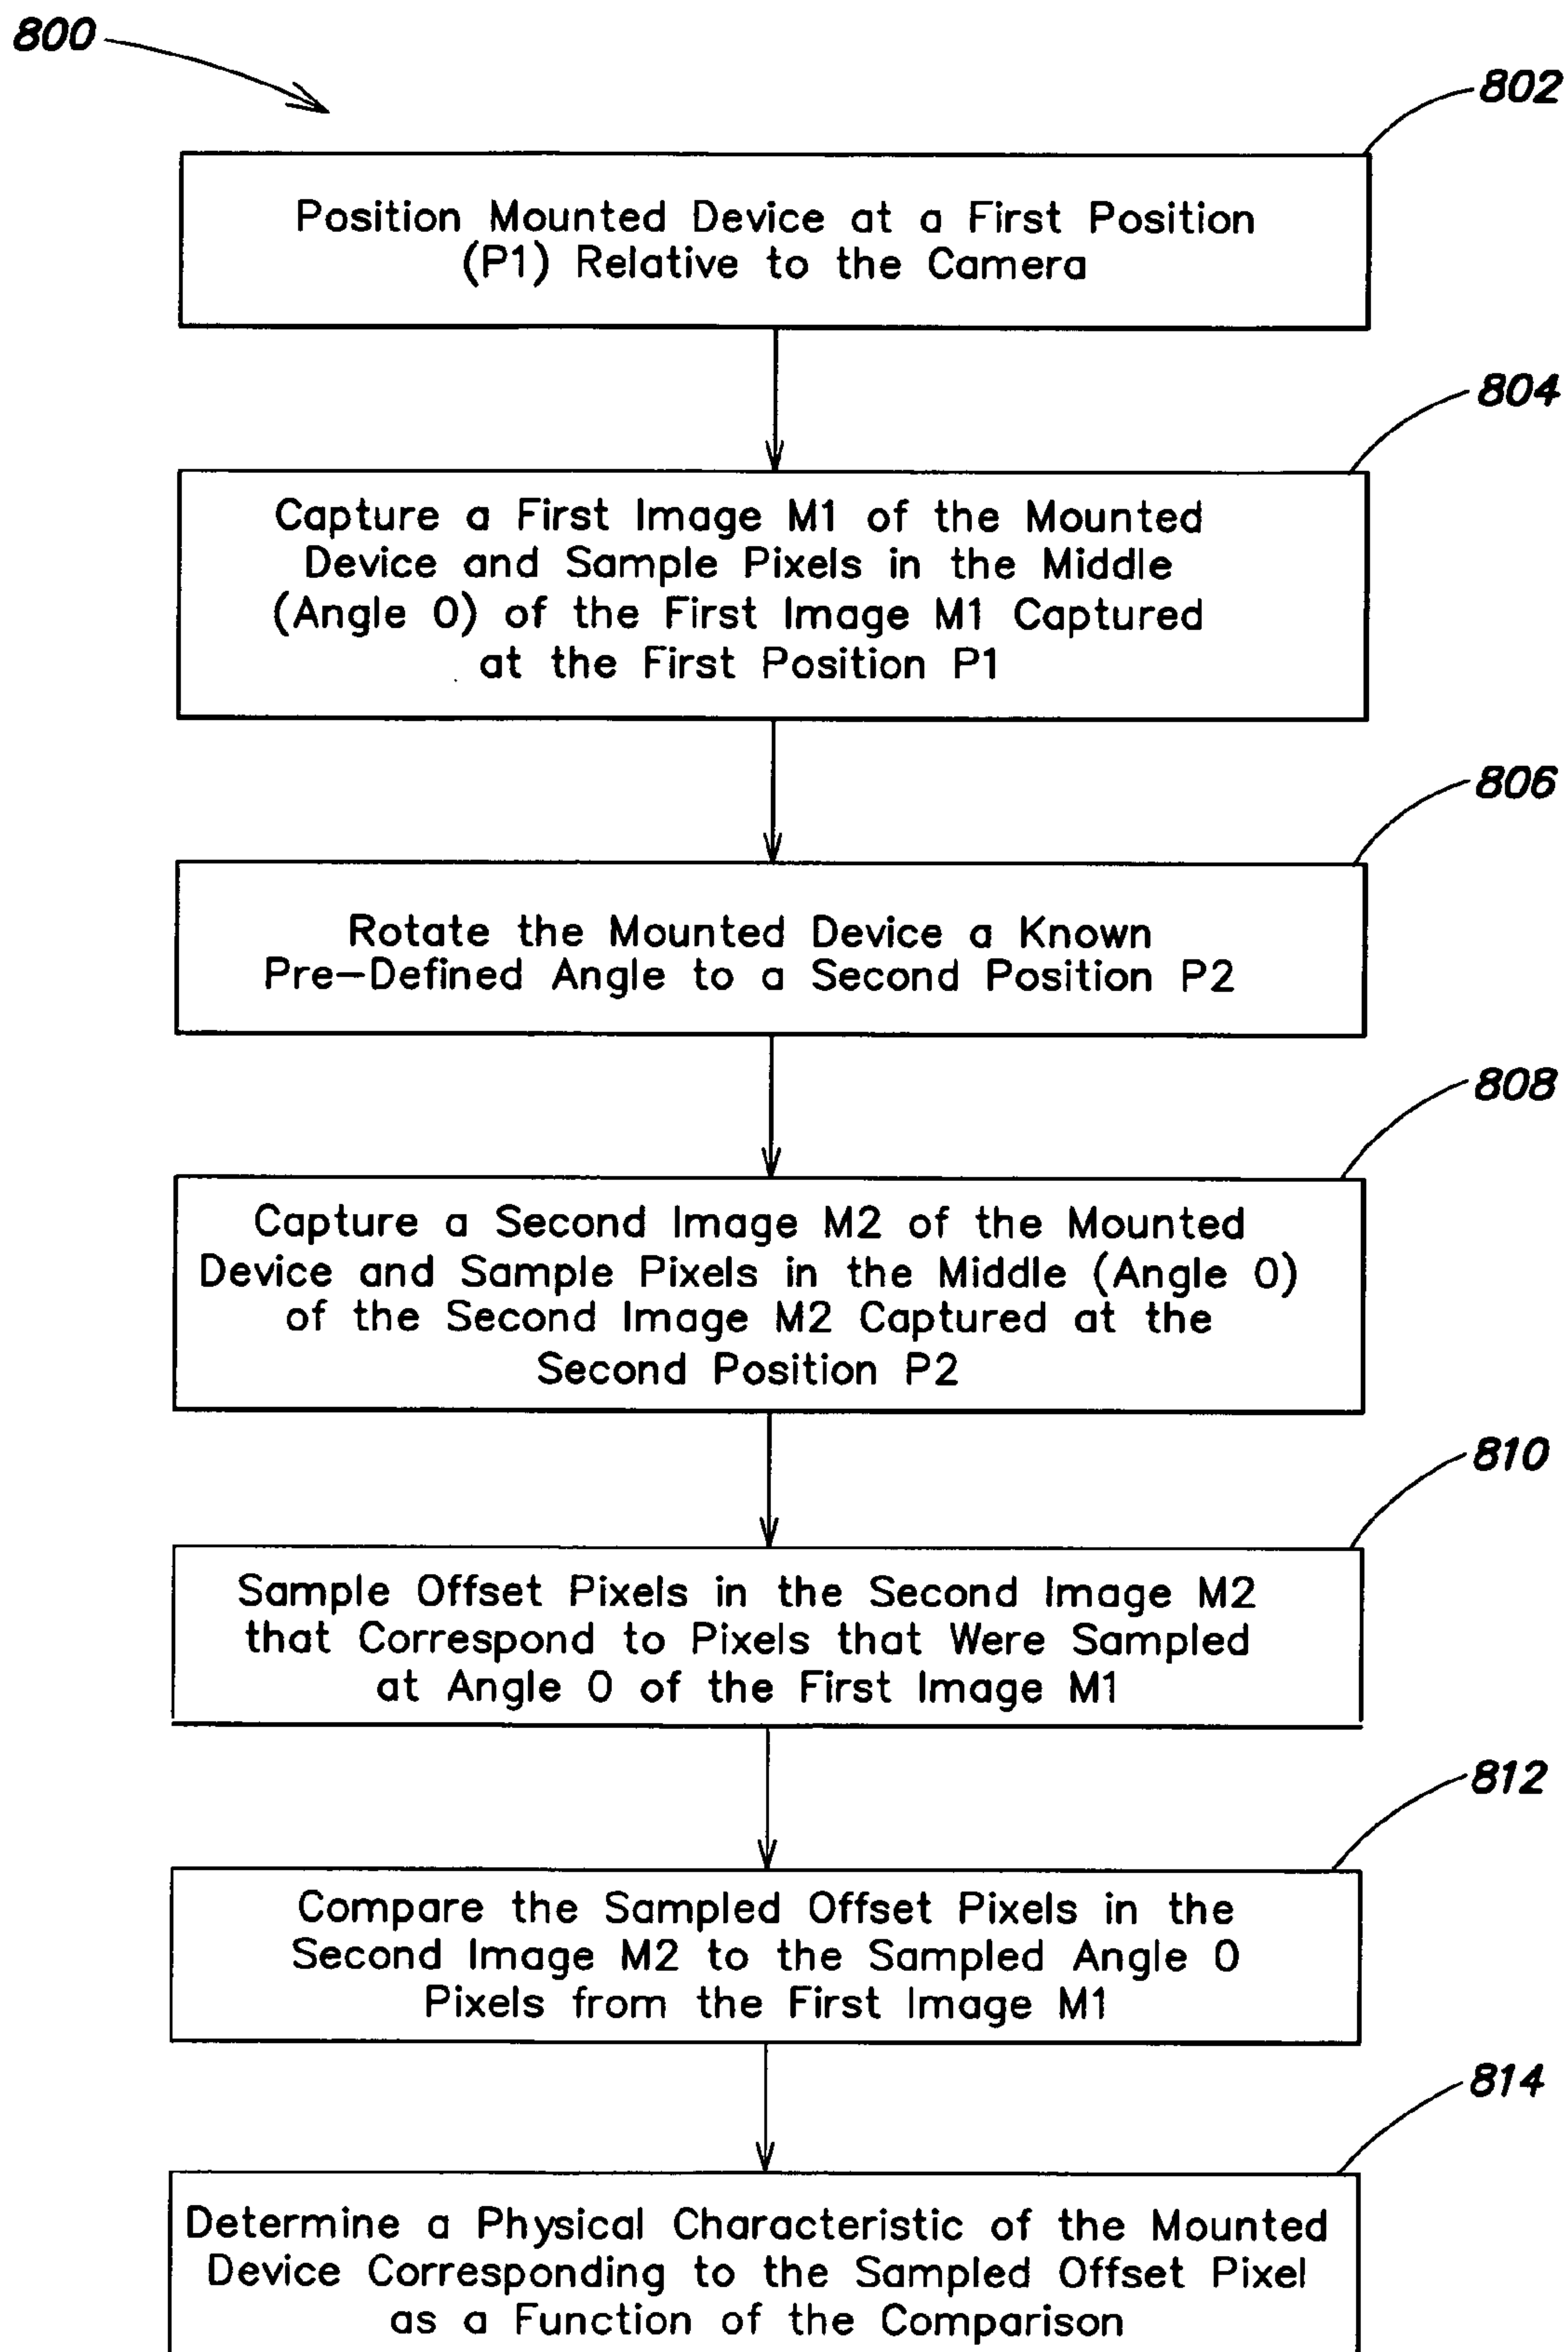 800
802
Position Mounted Device at a First Position
(P1) Relative to the Camera
804
Capture a First Image M1 of the Mounted
Device and Sample Pixels in the Middle
(Angle 0) of the First Image M1 Captured
at the First Position P1
806
Rotate the Mounted Device a Known
Pre-Defined Angle to a Second Position P2
808
Capture a Second Image M2 of the Mounted
Device and Sample Pixels in the Middle (Angle 0)
of the Second Image M2 Captured at the
Second Position P2
810
Sample Offset Pixels in the Second Image M2
that Correspond to Pixels that Were Sampled
at Angle 0 of the First Image M1
812
Compare the Sampled Offset Pixels in the
Second Image M2 to the Sampled Angle 0
Pixels from the First Image M1
814
Determine a Physical Characteristic of the Mounted
Device Corresponding to the Sampled Offset Pixel
as a Function of the Comparison